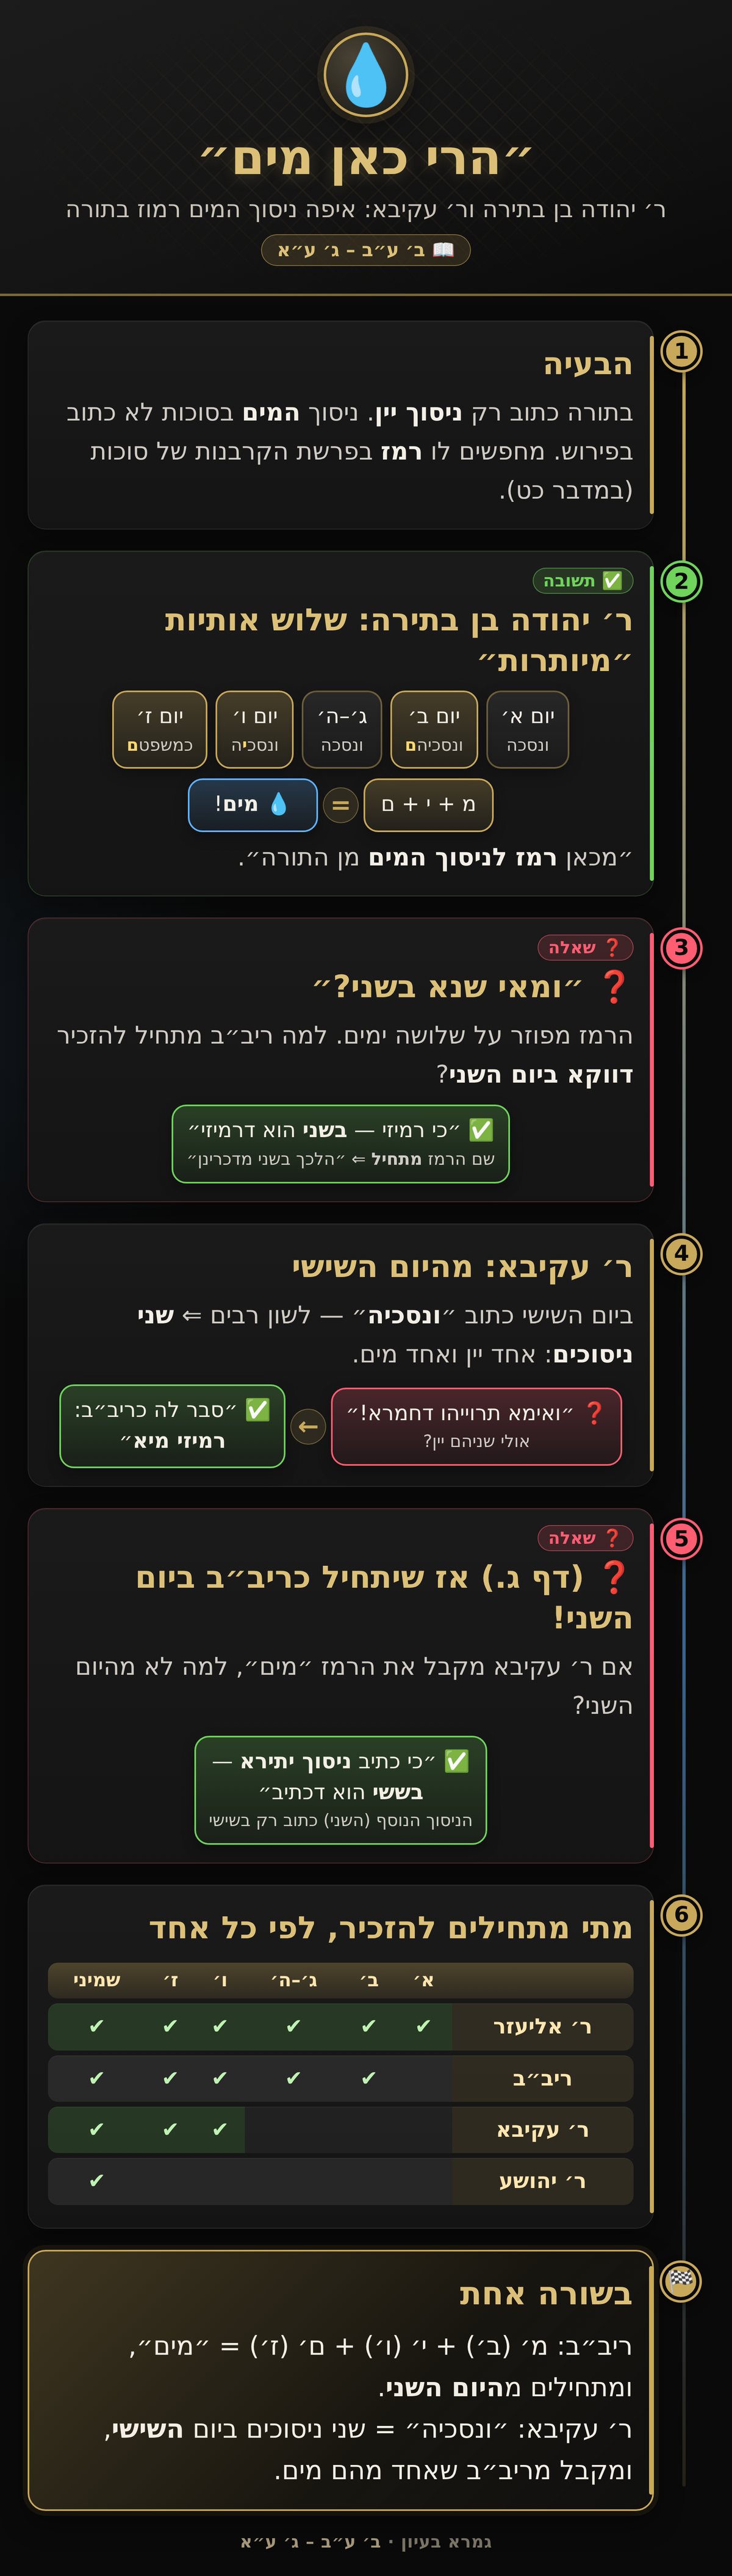 ״הרי כאן מים״
ר׳ יהודה בן בתירה ור׳ עקיבא: איפה ניסוך המים רמוז בתורה
📖 ב׳ ע״ב – ג׳ ע״א
1
הבעיה
בתורה כתוב רק ניסוך יין. ניסוך המים בסוכות לא כתוב
בפירוש. מחפשים לו רמז בפרשת הקרבנות של סוכות
(במדבר כט).
2
✅ תשובה
ר׳ יהודה בן בתירה: שלוש אותיות
״מיותרות״
יום א׳ יום ב׳ ג׳–ה׳ יום ו׳ יום ז׳
ונסכה ונסכיהם ונסכה ונסכיה כמשפטם
מ + י + ם = 💧 מים!
״מכאן רמז לניסוך המים מן התורה״.
3
❓ שאלה
❓ ״ומאי שנא בשני?״
הרמז מפוזר על שלושה ימים. למה ריב״ב מתחיל להזכיר
דווקא ביום השני?
✅ ״כי רמיזי — בשני הוא דרמיזי״
שם הרמז מתחיל ⇐ ״הלכך בשני מדכרינן״
4
ר׳ עקיבא: מהיום השישי
ביום השישי כתוב ״ונסכיה״ — לשון רבים ⇐ שני
ניסוכים: אחד יין ואחד מים.
❓ ״ואימא תרוייהו דחמרא!״
אולי שניהם יין?
←
✅ ״סבר לה כריב״ב:
רמיזי מיא״
5
❓ שאלה
❓ (דף ג.) אז שיתחיל כריב״ב ביום
השני!
אם ר׳ עקיבא מקבל את הרמז ״מים״, למה לא מהיום
השני?
✅ ״כי כתיב ניסוך יתירא —
בששי הוא דכתיב״
הניסוך הנוסף (השני) כתוב רק בשישי
6
מתי מתחילים להזכיר, לפי כל אחד
א׳ ב׳ ג׳–ה׳ ו׳ ז׳ שמיני
ר׳ אליעזר ✔ ✔ ✔ ✔ ✔ ✔
ריב״ב ✔ ✔ ✔ ✔ ✔
ר׳ עקיבא ✔ ✔ ✔
ר׳ יהושע ✔
🏁
בשורה אחת
ריב״ב: מ׳ (ב׳) + י׳ (ו׳) + ם׳ (ז׳) = ״מים״,
ומתחילים מהיום השני.
ר׳ עקיבא: ״ונסכיה״ = שני ניסוכים ביום השישי,
ומקבל מריב״ב שאחד מהם מים.
גמרא בעיון · ב׳ ע״ב – ג׳ ע״א